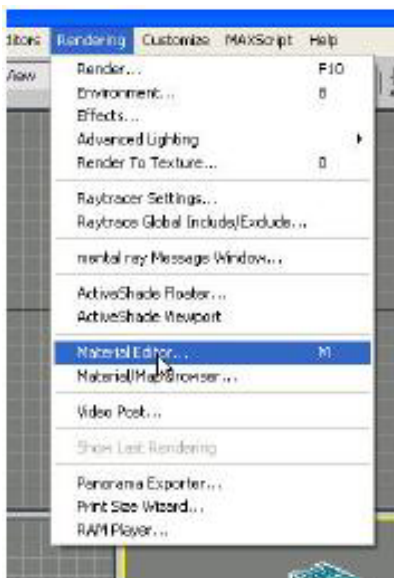 ditors Rendering Customize MAXScript Help
View
Render... F10
Environment... 8
Effects...
Advanced Lighting
Render To Texture... 0
Raytracer Settings...
Raytrace Global Include/Exclude...
mental ray Message Window...
ActiveShade Floater...
ActiveShade Viewport
Material Editor... M
Material/Map Browser...
Video Post...
Show Last Rendering
Panorama Exporter...
Print Size Wizard...
RAM Player...